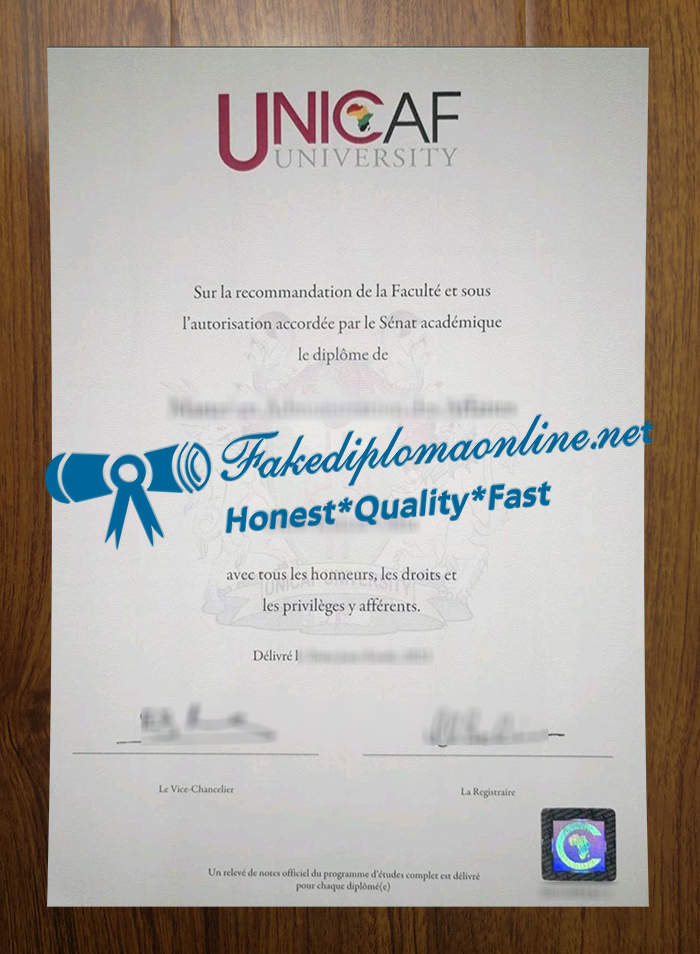 UNICAF
UNIVERSITY
Sur la recommandation de la Faculté et sous
l'autorisation accordée par le Sénat académique
le diplôme de
Fakediplomaonline.net
Honest*Quality*Fast
UNICAF UNIVERSITY
avec tous les honneurs, les droits et
les privilèges y afférents.
Délivré l
Le Vice-Chancelier
La Registraire
Un relevé de notes officiel du programme d'études complet est délivré
pour chaque diplômé(e)